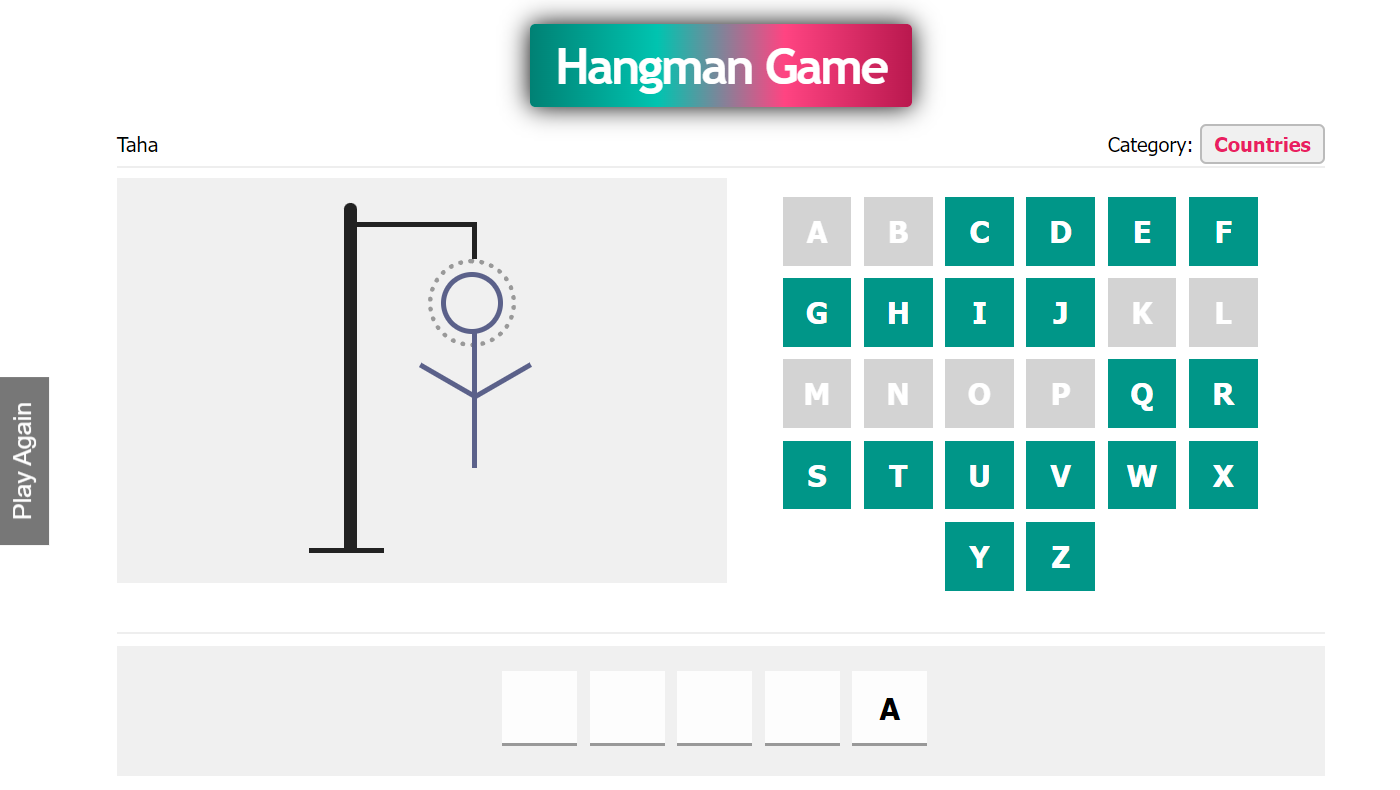 Hangman Game
Taha
Category: Countries
A B C D E F
G H I J K L
M N O P Q R
S T U V W X
Y Z
Play Again
A